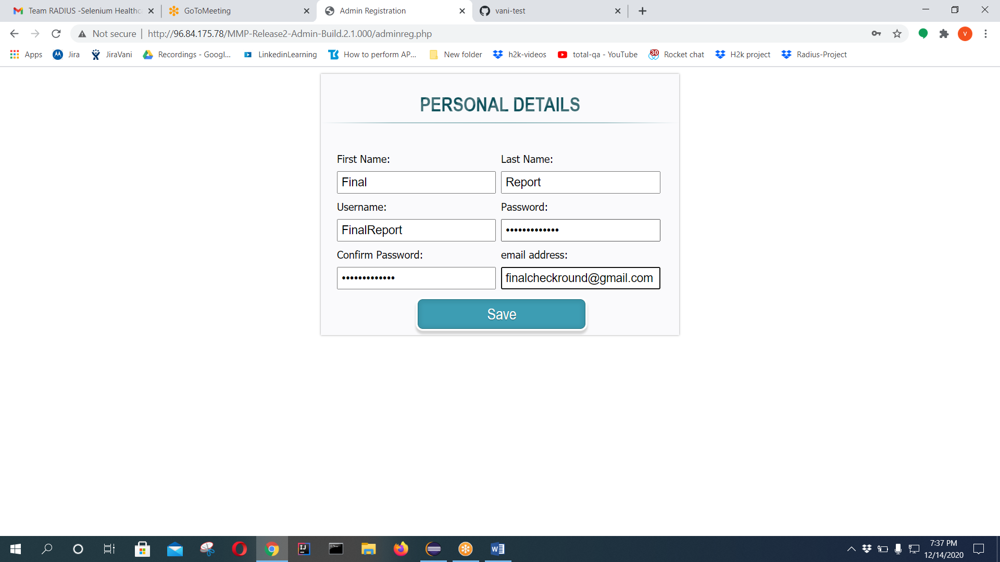 Team RADIUS -Selenium Healthc
GoToMeeting
Admin Registration
vani-test
Not secure
http://96.84.175.78/MMP-Release2-Admin-Build.2.1.000/adminreg.php
V
Apps
Jira
JiraVani
Recordings - Googl...
LinkedinLearning
How to perform AP...
New folder
h2k-videos
total-qa - YouTube
30
Rocket chat
H2k project
Radius-Project
PERSONAL DETAILS
First Name:
Last Name:
Final
Report
Username:
Password:
FinalReport
•••••••••••••
Confirm Password:
email address:
•••••••••••••
finalcheckround@gmail.com
Save
IJ
W
7:37 PM
12/14/2020